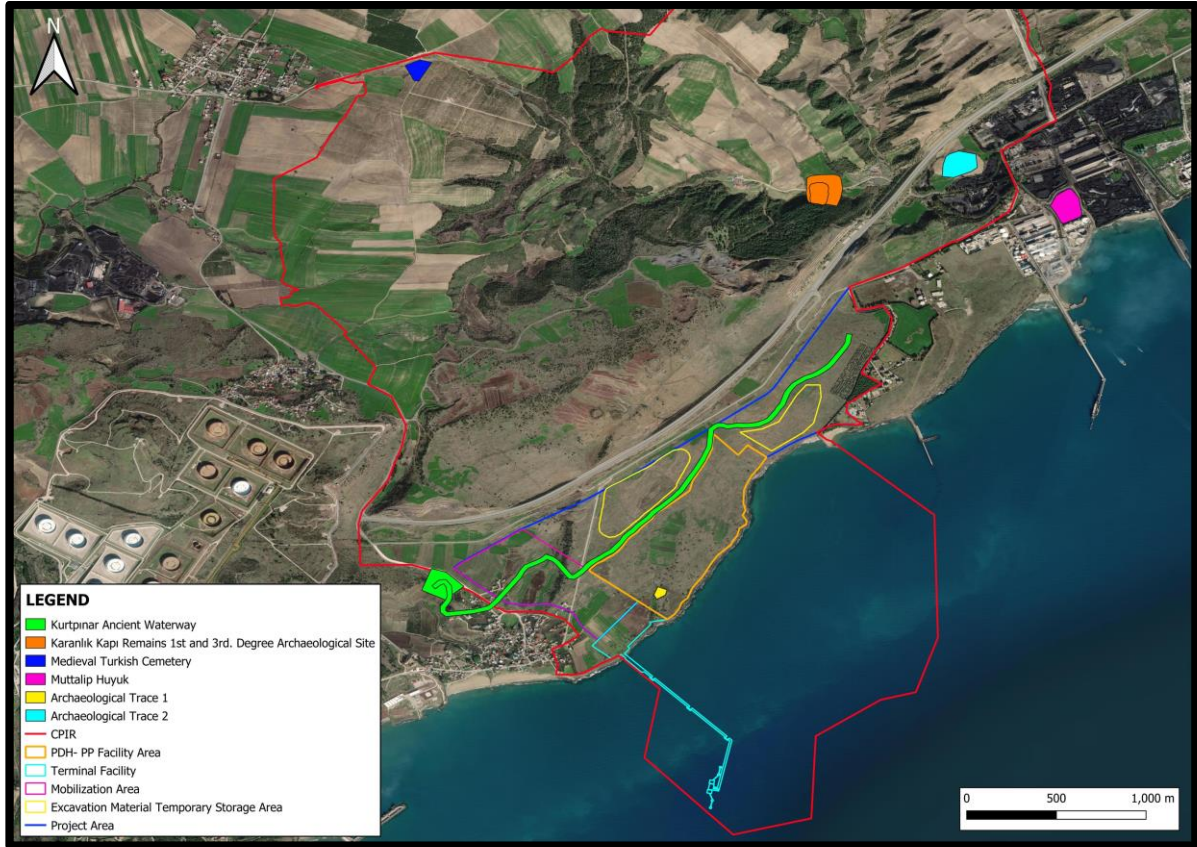 N
LEGEND
Kurtpınar Ancient Waterway
Karanlık Kapı Remains 1st and 3rd. Degree Archaeological Site
Medieval Turkish Cemetery
Muttalip Huyuk
Archaeological Trace 1
Archaeological Trace 2
CPIR
PDH- PP Facility Area
Terminal Facility
Mobilization Area
Excavation Material Temporary Storage Area
Project Area
0 500 1,000 m